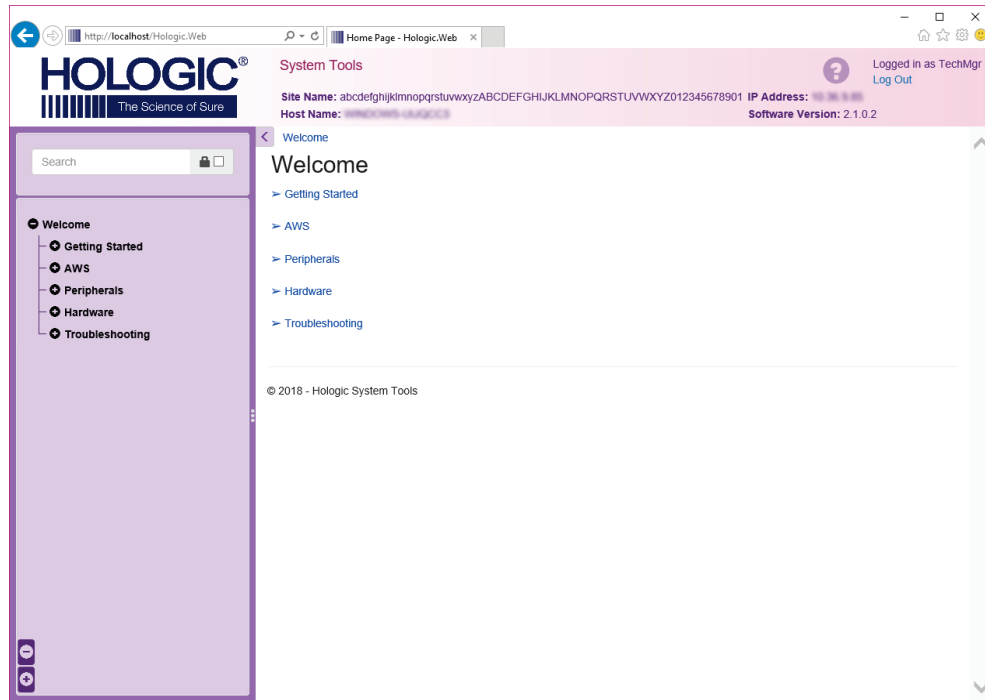 http://localhost/Hologic.Web
Home Page - Hologic.Web
HOLOGIC®
The Science of Sure
System Tools
Logged in as TechMgr
Log Out
Site Name: abcdefghijklmnopqrstuvwxyzABCDEFGHIJKLMNOPQRSTUVWXYZ012345678901 IP Address:
Host Name:
Software Version: 2.1.0.2
Search
Welcome
Getting Started
AWS
Peripherals
Hardware
Troubleshooting
Welcome
Welcome
➢ Getting Started
➢ AWS
➢ Peripherals
➢ Hardware
➢ Troubleshooting
© 2018 - Hologic System Tools